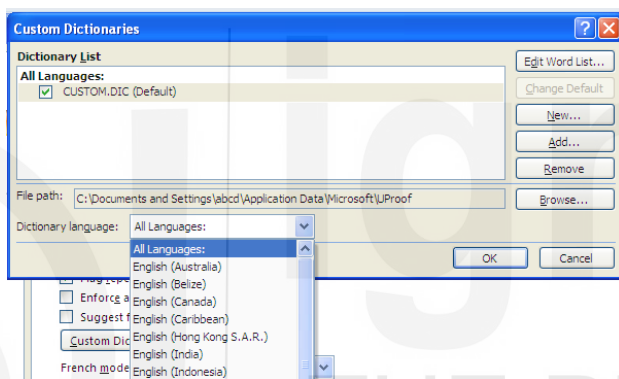 Custom Dictionaries
Dictionary List
All Languages:
CUSTOM.DIC (Default)
Edit Word List...
Change Default
New...
Add...
Remove
File path: C:\Documents and Settings\abcd\Application Data\Microsoft\UProof
Browse...
Dictionary language: All Languages:
All Languages:
English (Australia)
English (Belize)
English (Canada)
English (Caribbean)
English (Hong Kong S.A.R.)
English (India)
English (Indonesia)
OK Cancel
Enforce a
Suggest f
Custom Dic
French mode